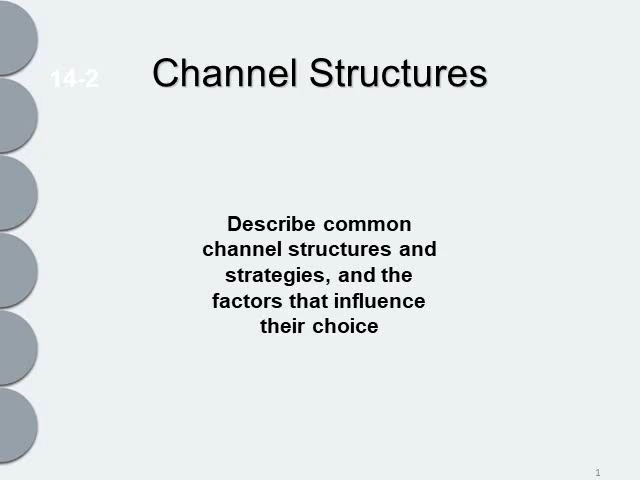 Channel Structures
14-2
Describe common
channel structures and
strategies, and the
factors that influence
their choice
1